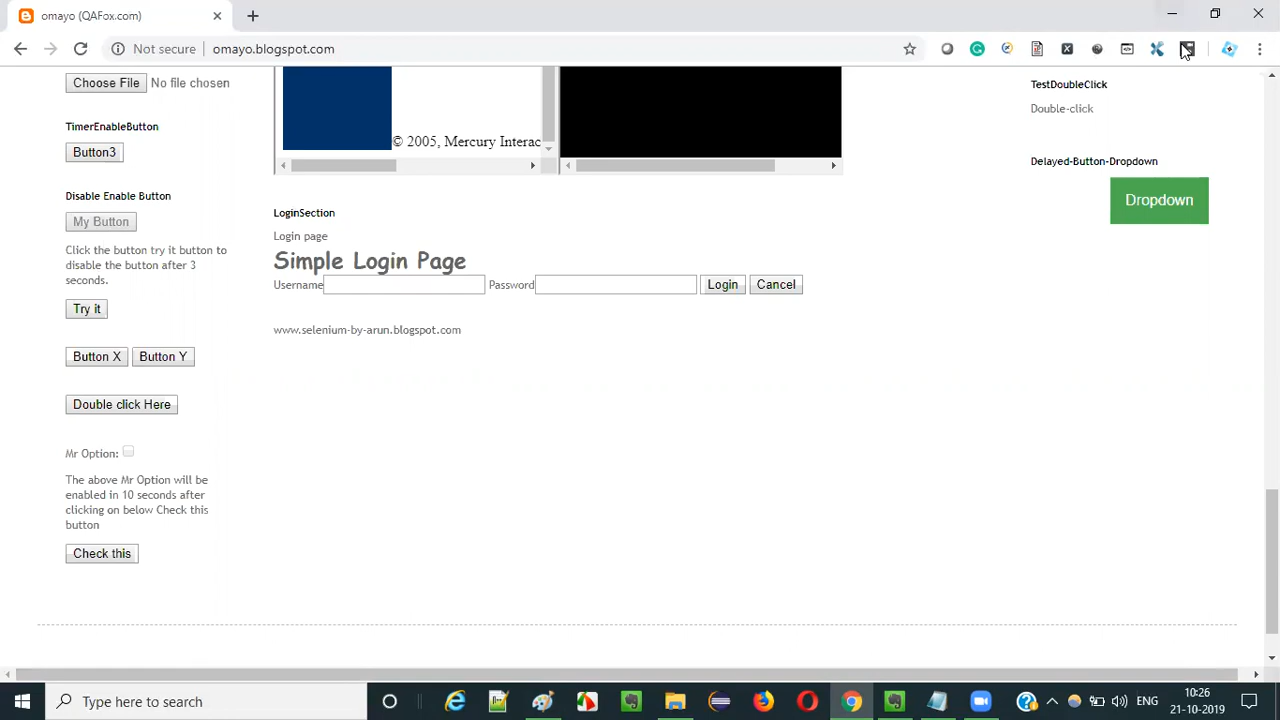 omayo (QAFox.com)
Not secure
omayo.blogspot.com
Choose File No file chosen
TimerEnableButton
Button3
Disable Enable Button
My Button
Click the button try it button to
disable the button after 3
seconds.
Try it
Button X Button Y
Double click Here
Mr Option:
The above Mr Option will be
enabled in 10 seconds after
clicking on below Check this
button
Check this
© 2005, Mercury Interac
LoginSection
Login page
Simple Login Page
Username Password Login Cancel
www.selenium-by-arun.blogspot.com
TestDoubleClick
Double-click
Delayed-Button-Dropdown
Dropdown
Type here to search
ENG
10:26
21-10-2019